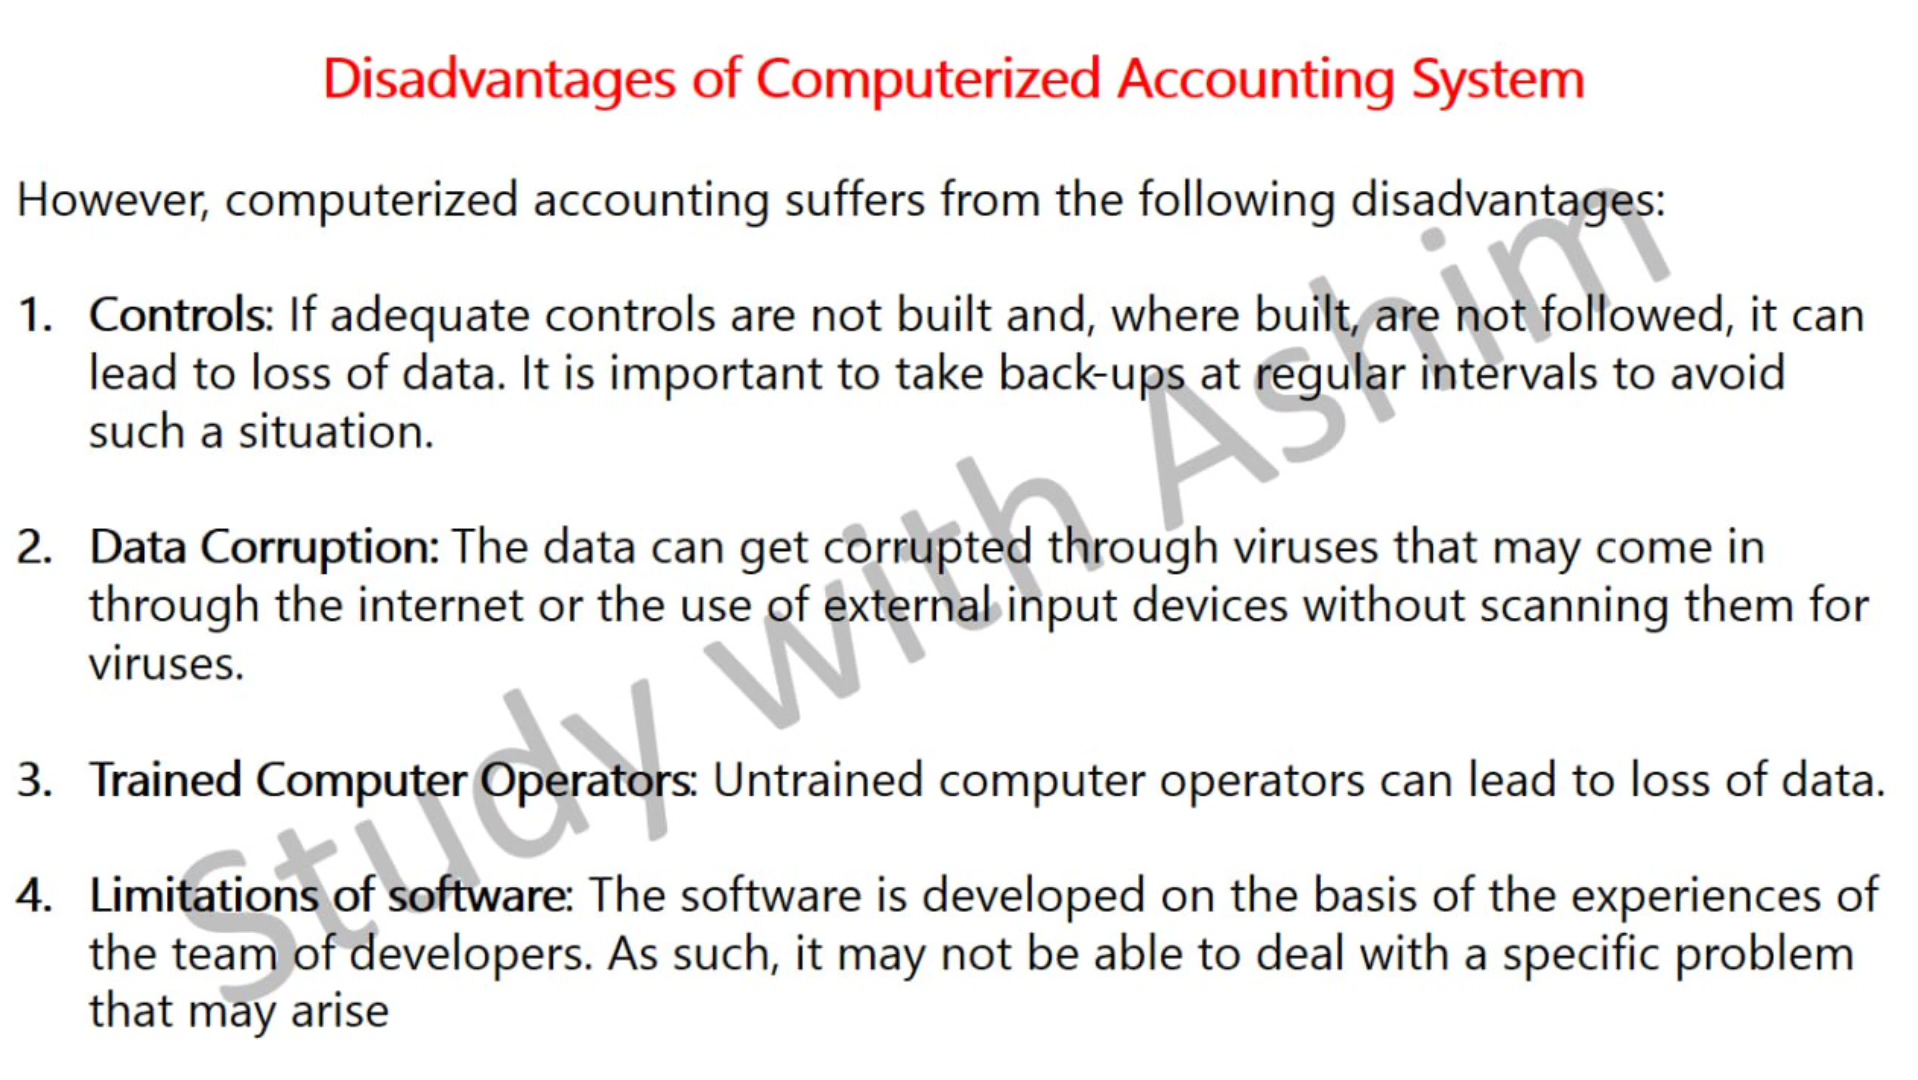 Disadvantages of Computerized Accounting System
However, computerized accounting suffers from the following disadvantages:
1. Controls: If adequate controls are not built and, where built, are not followed, it can
lead to loss of data. It is important to take back-ups at regular intervals to avoid
such a situation.
2. Data Corruption: The data can get corrupted through viruses that may come in
through the internet or the use of external input devices without scanning them for
viruses.
3. Trained Computer Operators: Untrained computer operators can lead to loss of data.
4. Limitations of software: The software is developed on the basis of the experiences of
the team of developers. As such, it may not be able to deal with a specific problem
that may arise
Study with Ashim